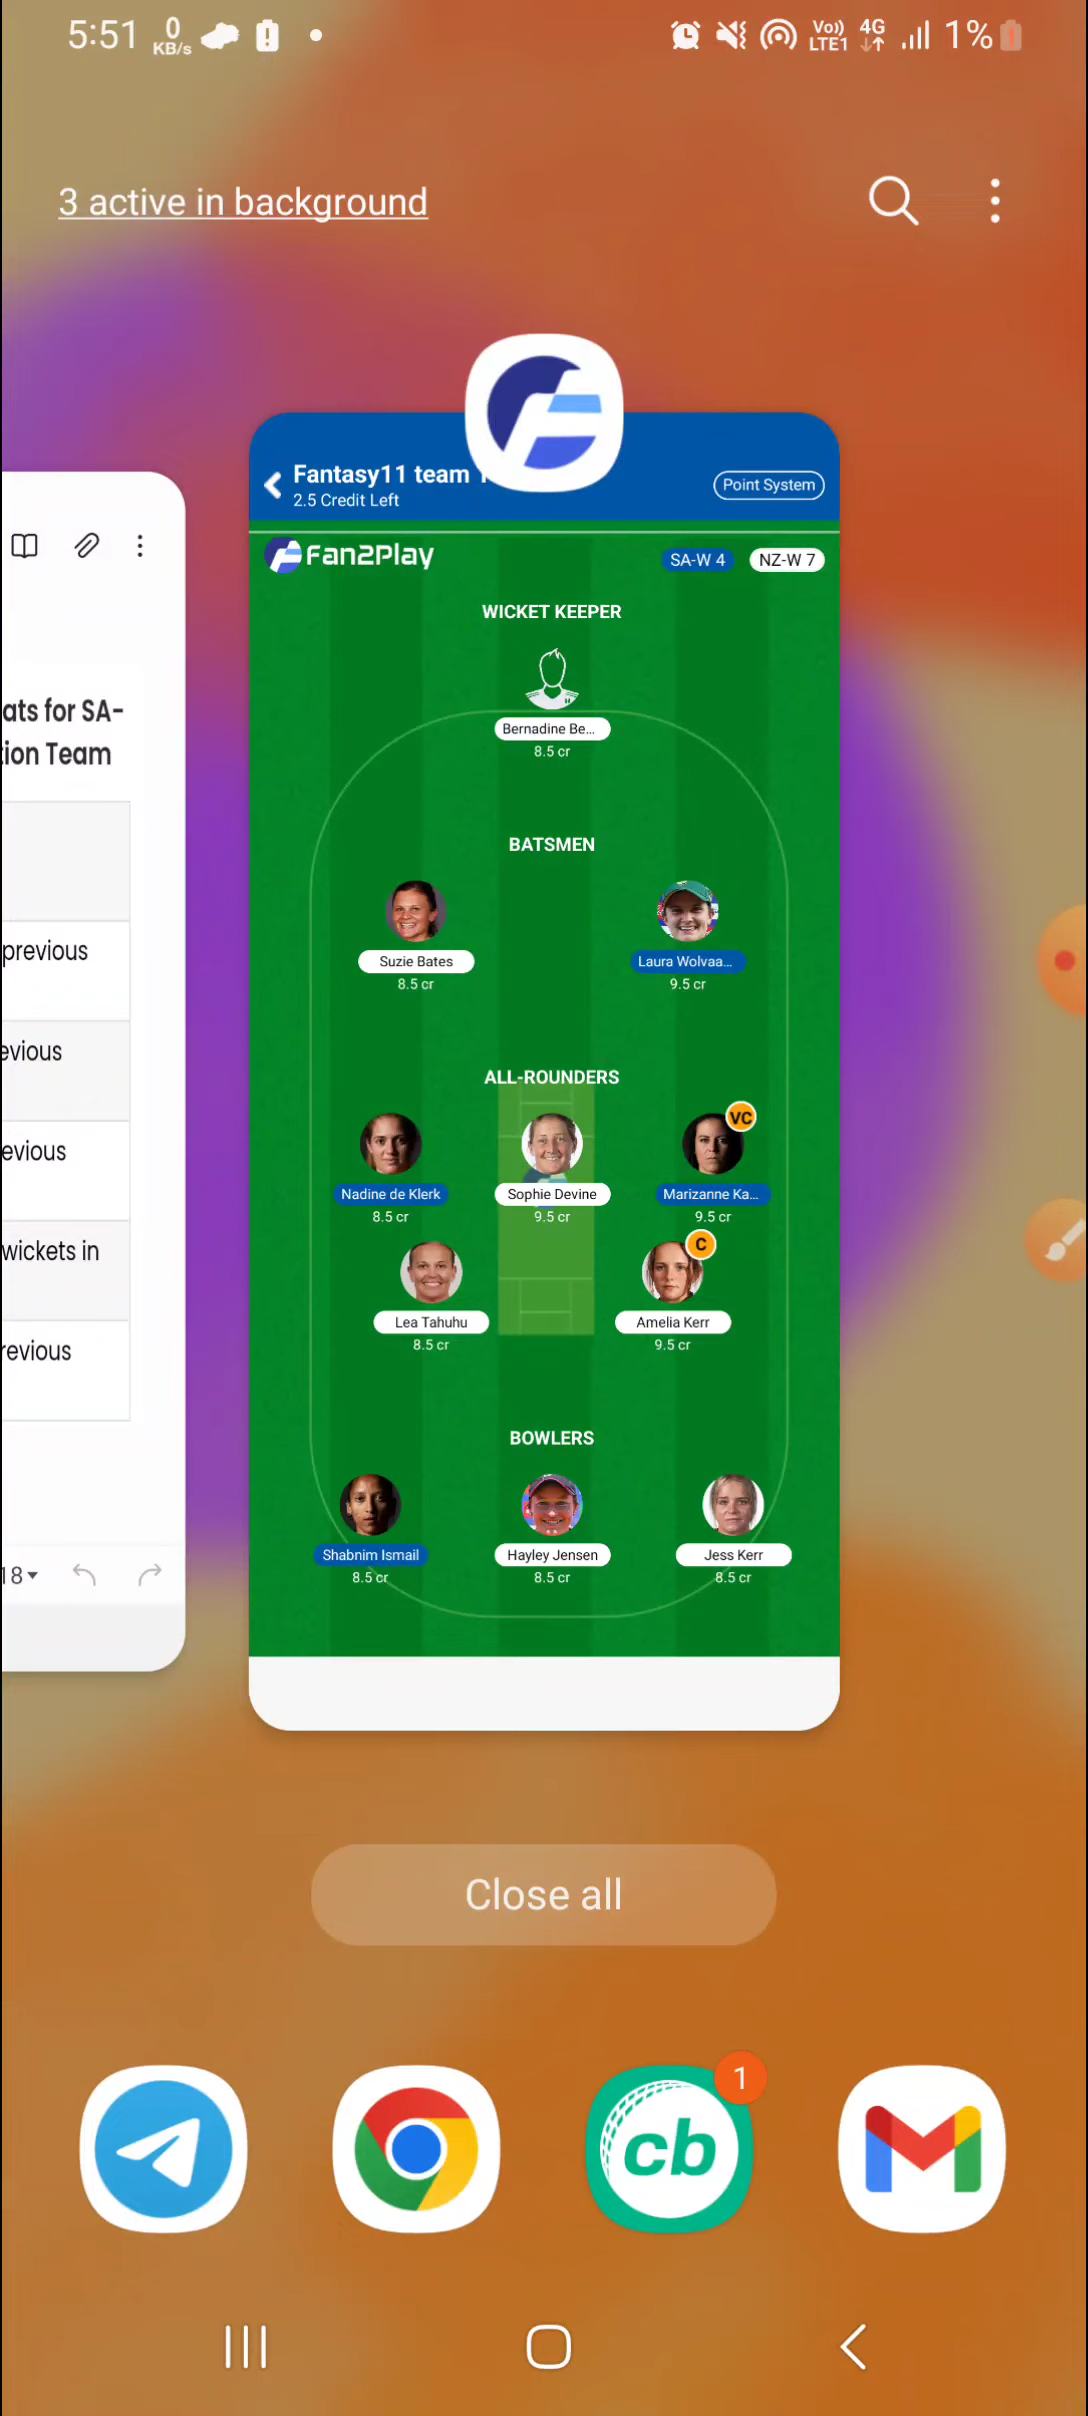 5:51 0 KB/s Vo)) LTE1 4G 1%
3 active in background
Fantasy11 team
2.5 Credit Left
Point System
Fan2Play
SA-W 4 NZ-W 7
WICKET KEEPER
Bernadine Be...
8.5 cr
BATSMEN
Suzie Bates Laura Wolvaa...
8.5 cr 9.5 cr
ALL-ROUNDERS
VC
Nadine de Klerk Sophie Devine Marizanne Ka...
8.5 cr 9.5 cr 9.5 cr
C
Lea Tahuhu Amelia Kerr
8.5 cr 9.5 cr
BOWLERS
Shabnim Ismail Hayley Jensen Jess Kerr
8.5 cr 8.5 cr 8.5 cr
ats for SA-
tion Team
previous
evious
evious
wickets in
revious
18
Close all
cb
1